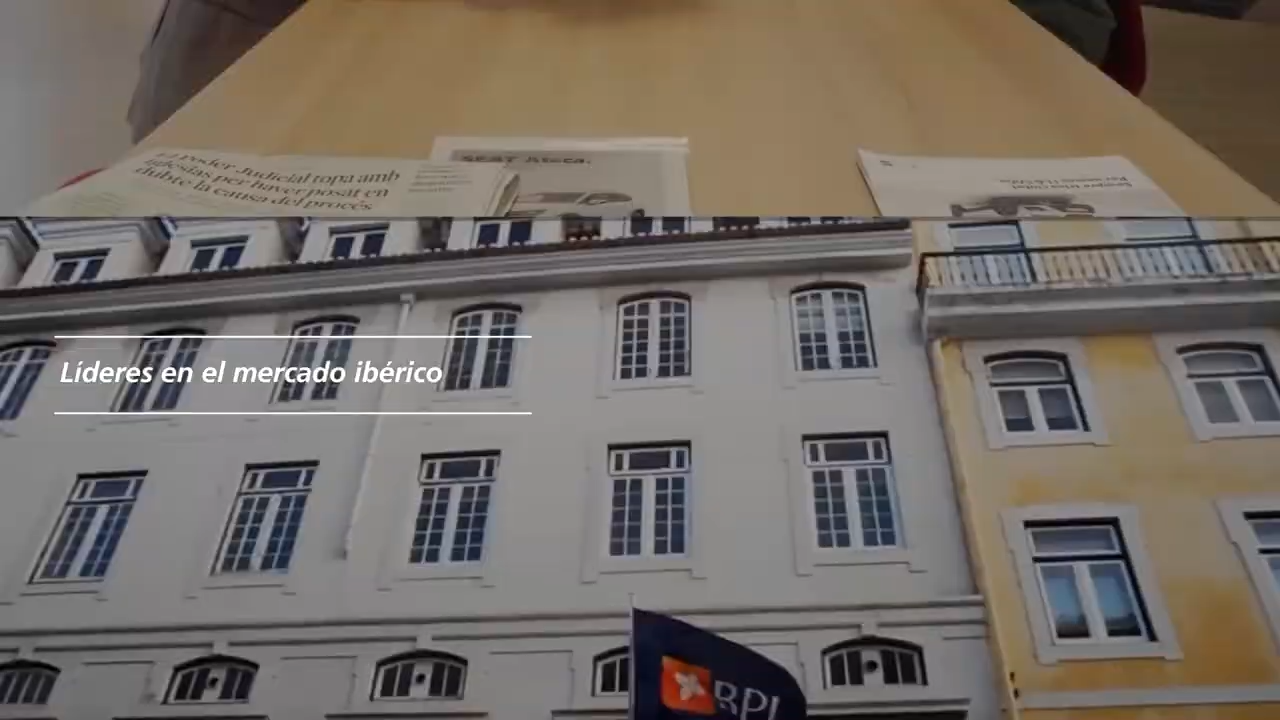 El Poder Judicial topa amb
iglesias per haver posat en
dubte la causa del procés
SEAT Ateca.
Líderes en el mercado ibérico
BPI